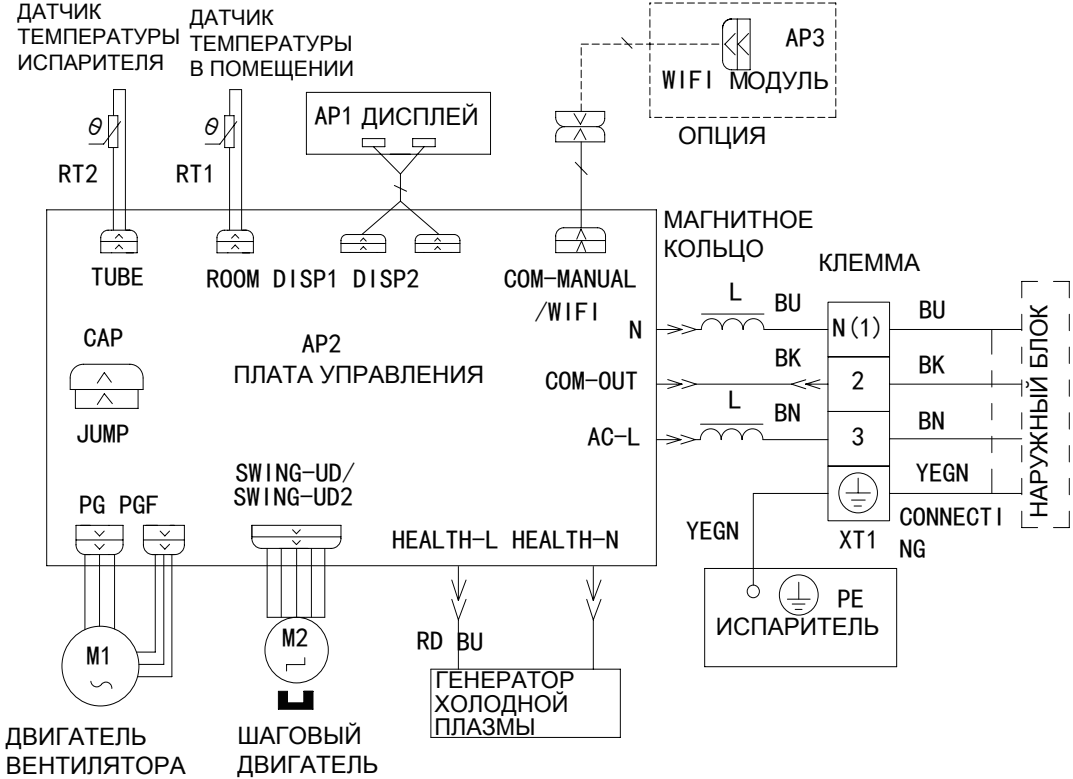 ДАТЧИК
ТЕМПЕРАТУРЫ
ИСПАРИТЕЛЯ
ДАТЧИК
ТЕМПЕРАТУРЫ
В ПОМЕЩЕНИИ
AP3
WIFI МОДУЛЬ
ОПЦИЯ
AP1 ДИСПЛЕЙ
θ
RT2
θ
RT1
TUBE
ROOM DISP1 DISP2
COM-MANUAL
/WIFI
МАГНИТНОЕ
КОЛЬЦО
КЛЕММА
CAP
JUMP
AP2
ПЛАТА УПРАВЛЕНИЯ
N
L
BU
N(1)
BU
COM-OUT
BK
2
BK
AC-L
L
BN
3
BN
YEGN
НАРУЖНЫЙ БЛОК
SWING-UD/
SWING-UD2
PG PGF
HEALTH-L HEALTH-N
YEGN
XT1
CONNECTI
NG
PE
ИСПАРИТЕЛЬ
M1
M2
RD BU
ГЕНЕРАТОР
ХОЛОДНОЙ
ПЛАЗМЫ
ДВИГАТЕЛЬ
ВЕНТИЛЯТОРА
ШАГОВЫЙ
ДВИГАТЕЛЬ